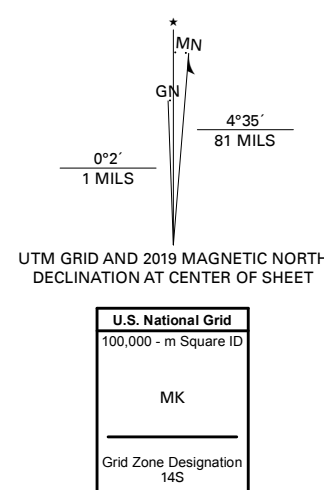 ★
MN
GN
4°35´
81 MILS
0°2´
1 MILS
UTM GRID AND 2019 MAGNETIC NORTH
DECLINATION AT CENTER OF SHEET
U.S. National Grid
100,000 - m Square ID
MK
Grid Zone Designation
14S